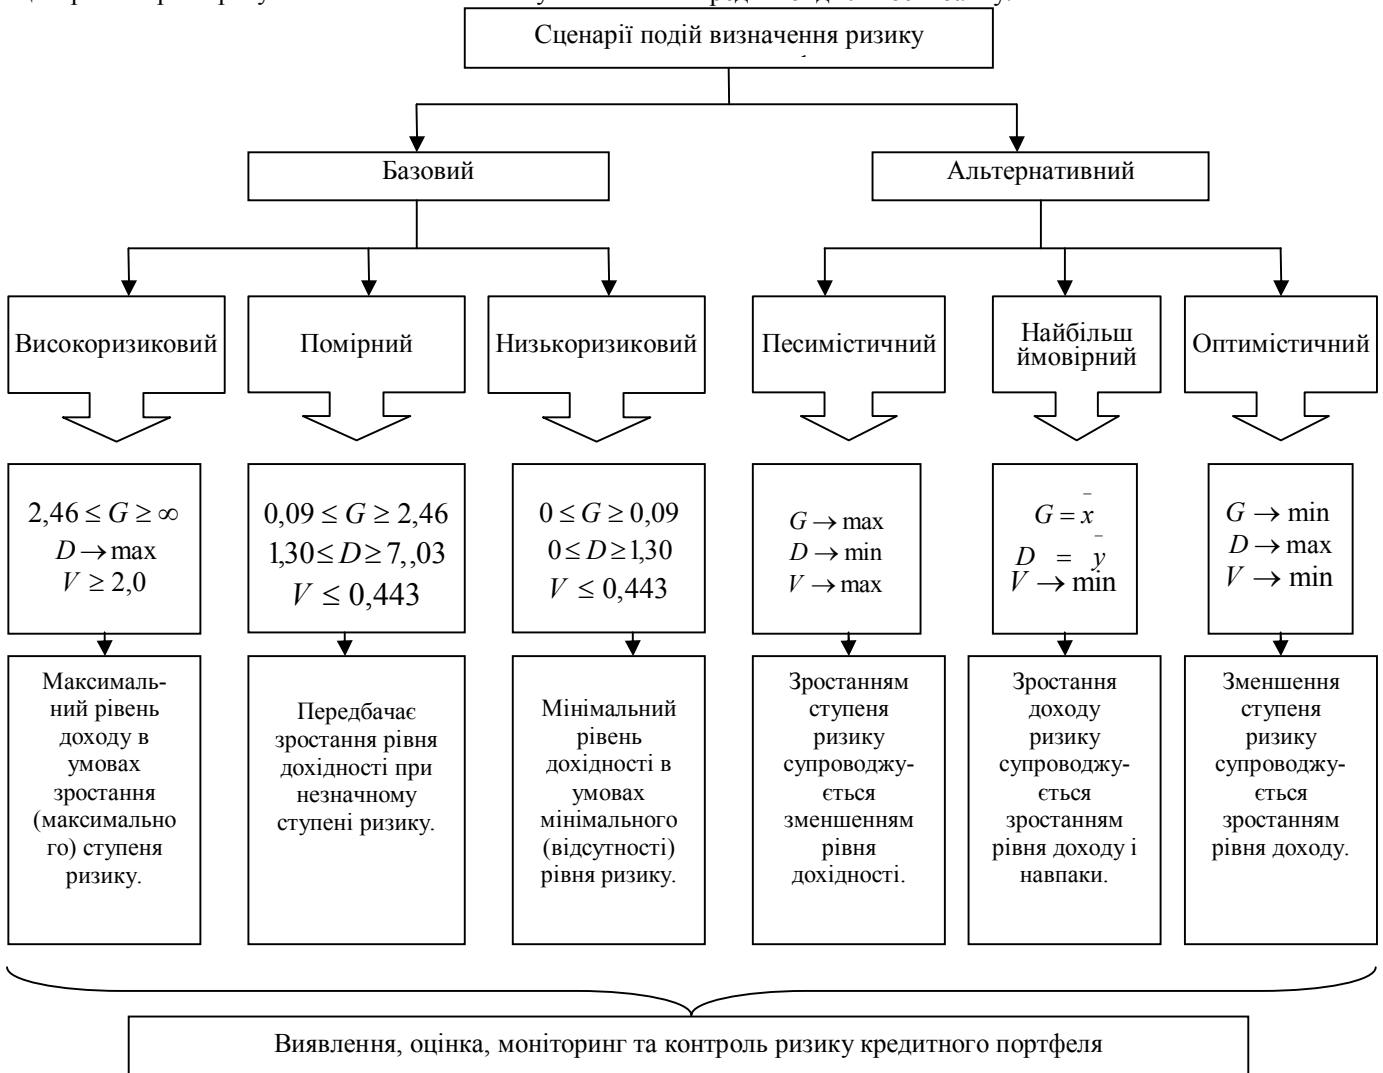 Сценарії подій визначення ризику
Базовий
Альтернативний
Високоризиковий
Помірний
Низькоризиковий
Песимістичний
Найбільш
ймовірний
Оптимістичний
2,46 ≤ G ≥ ∞
D → max
V ≥ 2,0
0,09 ≤ G ≥ 2,46
1,30 ≤ D ≥ 7,,03
V ≤ 0,443
0 ≤ G ≥ 0,09
0 ≤ D ≥ 1,30
V ≤ 0,443
G → max
D → min
V → max
G = x̄
D = ȳ
V → min
G → min
D → max
V → min
Максималь-
ний рівень
доходу в
умовах
зростання
(максимально
го) ступеня
ризику.
Передбачає
зростання рівня
дохідності при
незначному
ступені ризику.
Мінімальний
рівень
дохідності в
умовах
мінімального
(відсутності)
рівня ризику.
Зростанням
ступеня
ризику
супроводжу-
ється
зменшенням
рівня
дохідності.
Зростання
доходу
ризику
супроводжу-
ється
зростанням
рівня доходу і
навпаки.
Зменшення
ступеня
ризику
супроводжу-
ється
зростанням
рівня доходу.
Виявлення, оцінка, моніторинг та контроль ризику кредитного портфеля